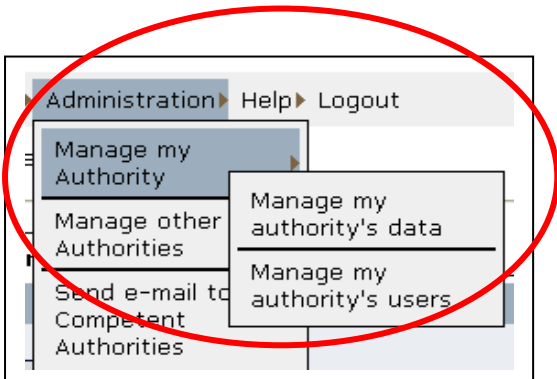 Administration Help Logout
Manage my
Authority
Manage other
Authorities
Send e-mail to
Competent
Authorities
Manage my
authority's data
Manage my
authority's users